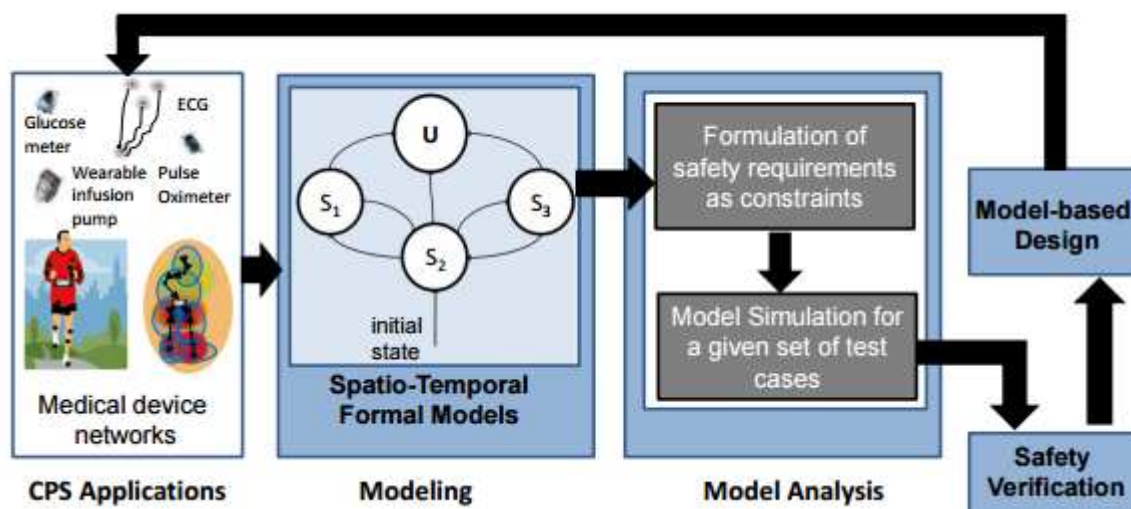 Glucose
meter
ECG
Wearable
infusion
pump
Pulse
Oximeter
Medical device
networks
CPS Applications
U
S1
S3
S2
initial
state
Spatio-Temporal
Formal Models
Modeling
Formulation of
safety requirements
as constraints
Model Simulation for
a given set of test
cases
Model Analysis
Model-based
Design
Safety
Verification